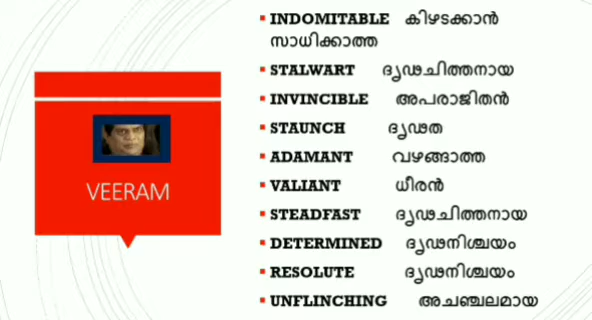 VEERAM
INDOMITABLE കിഴടക്കാൻ
സാധിക്കാത്ത
STALWART ദൃഢചിത്തനായ
INVINCIBLE അപരാജിതൻ
STAUNCH ദൃഢത
ADAMANT വഴങ്ങാത്ത
VALIANT ധീരൻ
STEADFAST ദൃഢചിത്തനായ
DETERMINED ദൃഢനിശ്ചയം
RESOLUTE ദൃഢനിശ്ചയം
UNFLINCHING അചഞ്ചലമായ